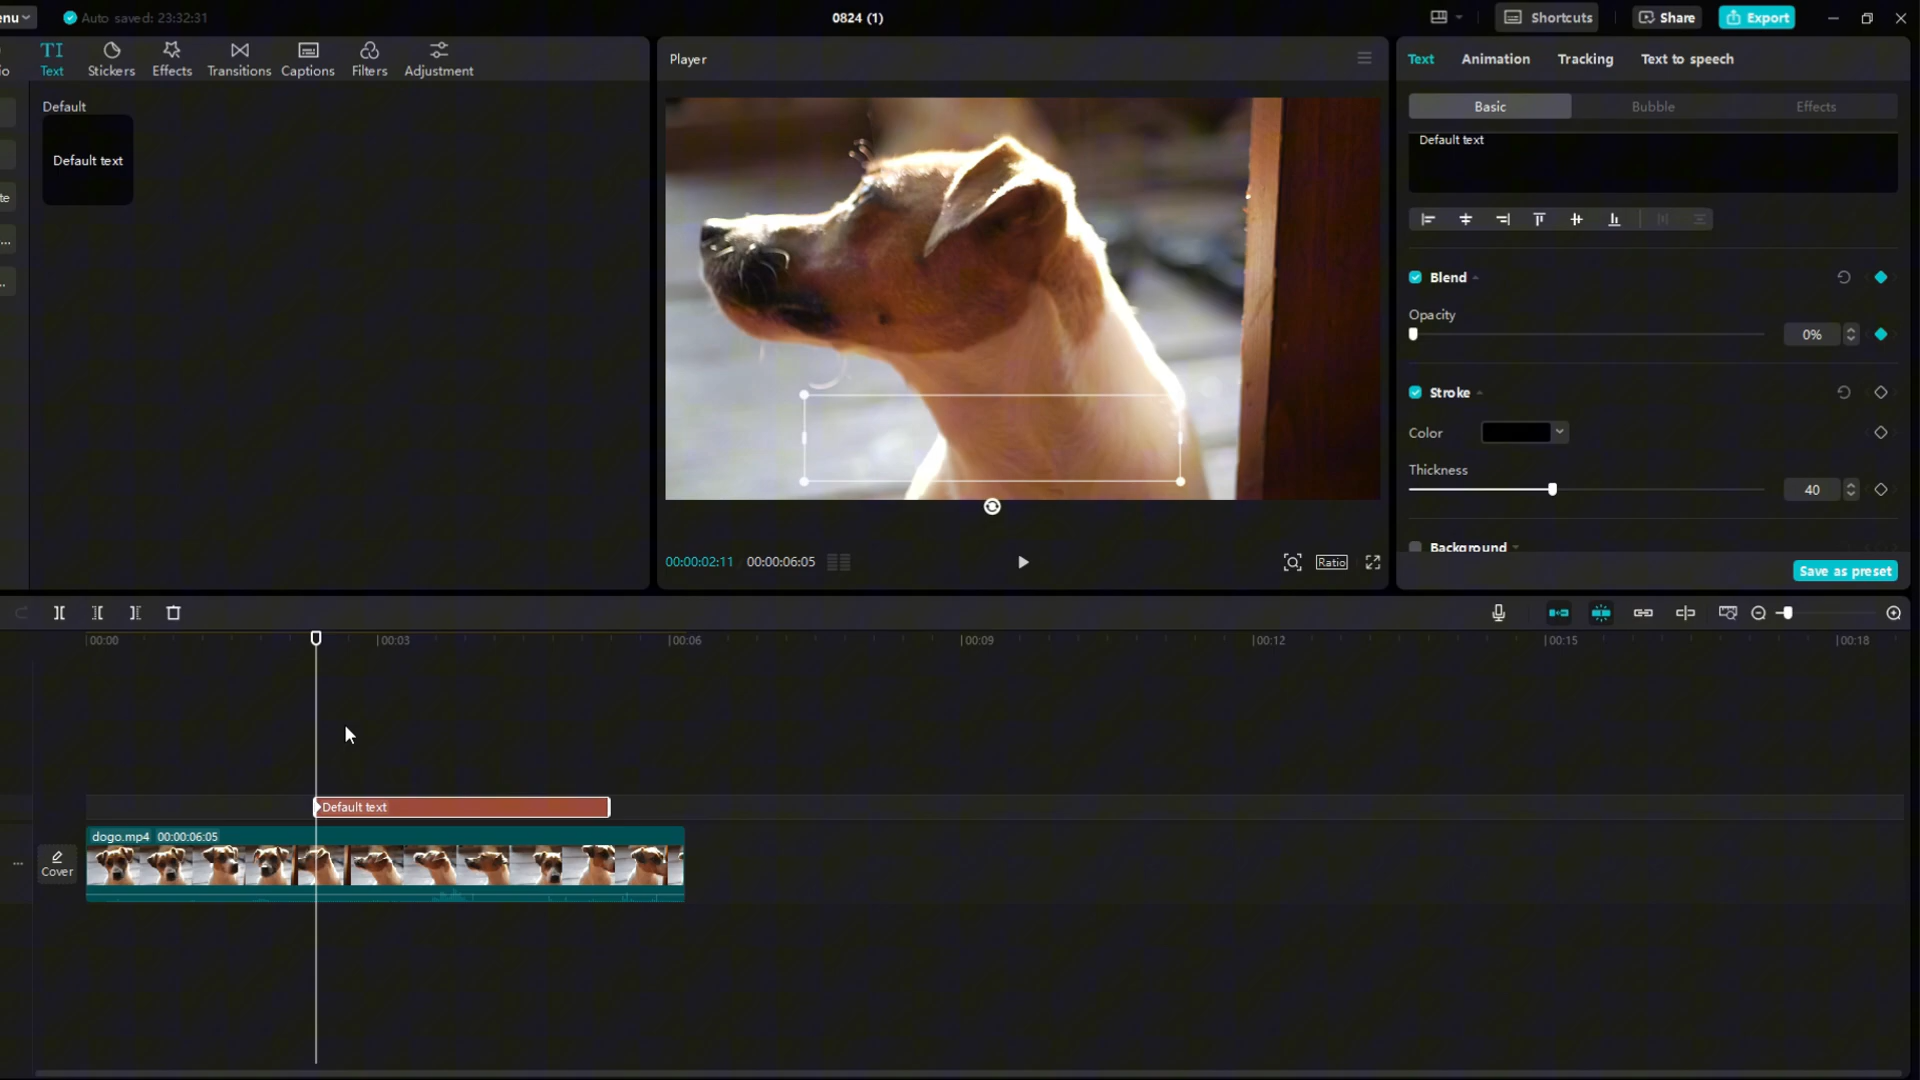 enu
Auto saved: 23:32:31
0824 (1)
Shortcuts
Share
Export
io
TI
Text
Stickers
Effects
Transitions
Captions
Filters
Adjustment
Default
Default text
te
...
..
Player
00:00:02:11
00:00:06:05
Ratio
Text
Animation
Tracking
Text to speech
Basic
Bubble
Effects
Default text
Blend
Opacity
0%
Stroke
Color
Thickness
40
Background
Save as preset
00:00
00:03
00:06
00:09
00:12
00:15
00:18
Default text
dogo.mp4 00:00:06:05
...
Cover